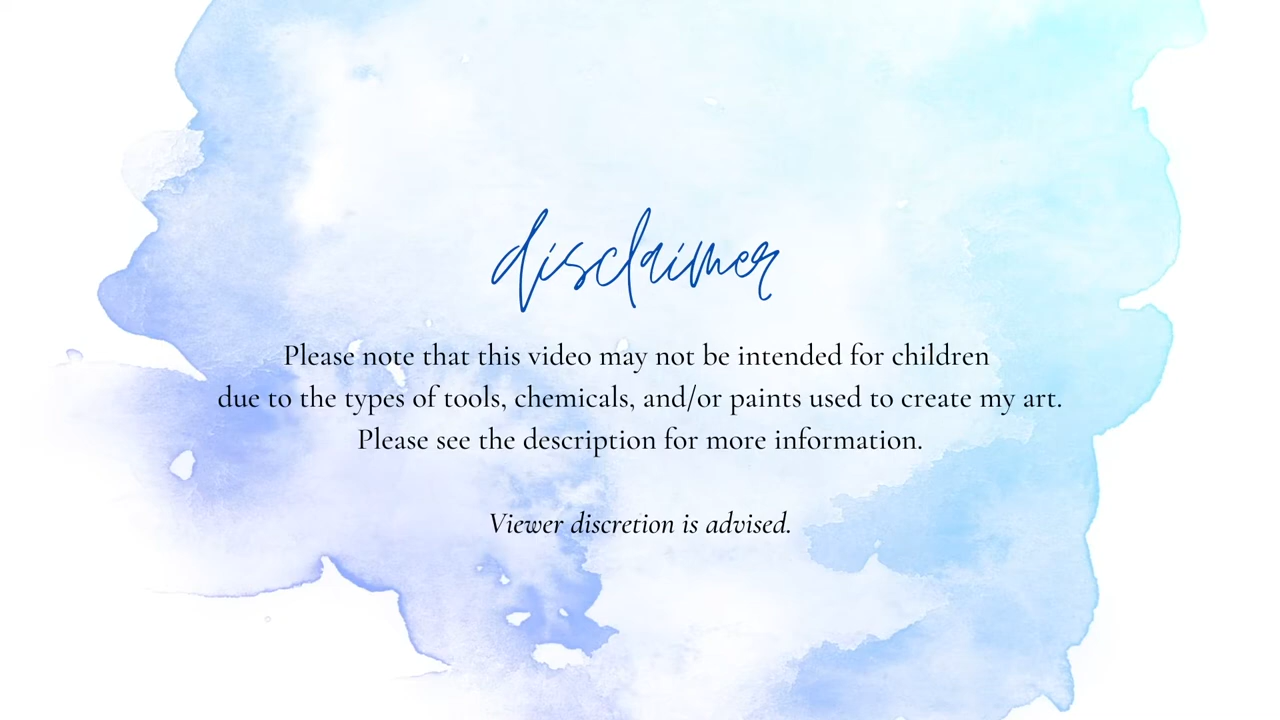 disclaimer
Please note that this video may not be intended for children
due to the types of tools, chemicals, and/or paints used to create my art.
Please see the description for more information.
Viewer discretion is advised.